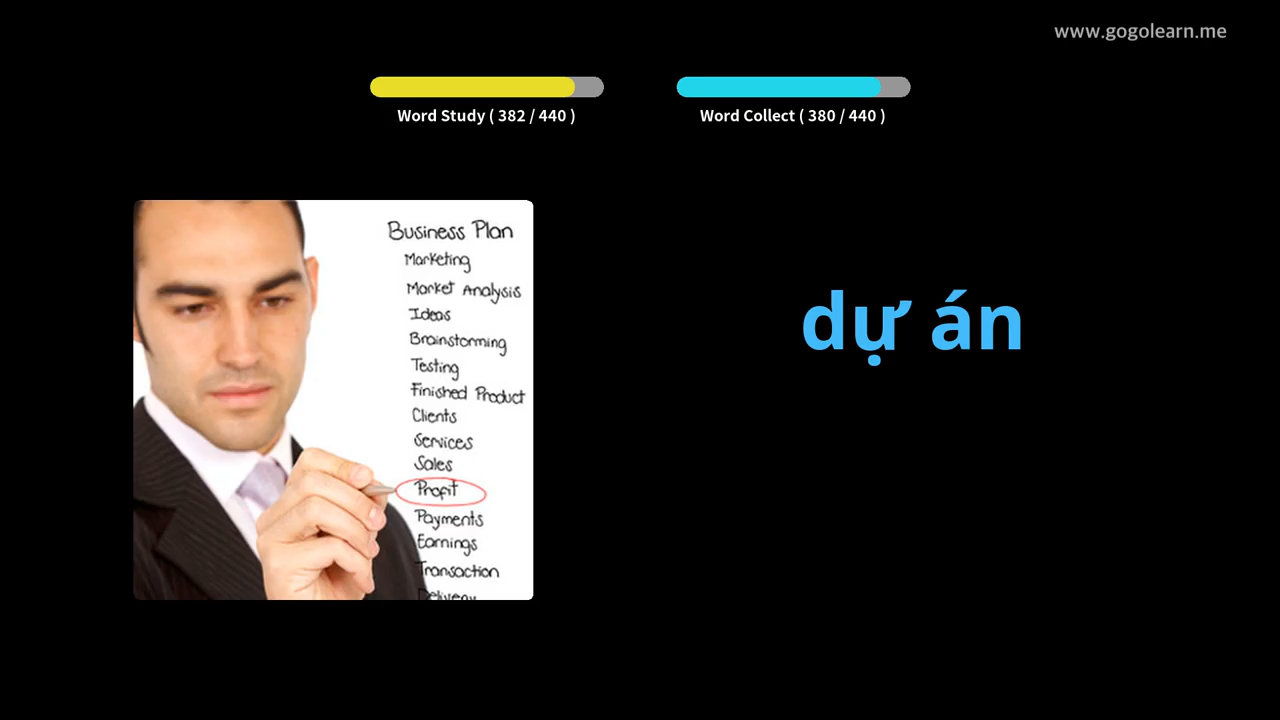 www.gogolearn.me
Word Study ( 382 / 440 )
Word Collect ( 380 / 440 )
Business Plan
Marketing
Market Analysis
Ideas
Brainstorming
Testing
Finished Product
Clients
Services
Sales
Profit
Payments
Earnings
Transaction
Delivery
dự án